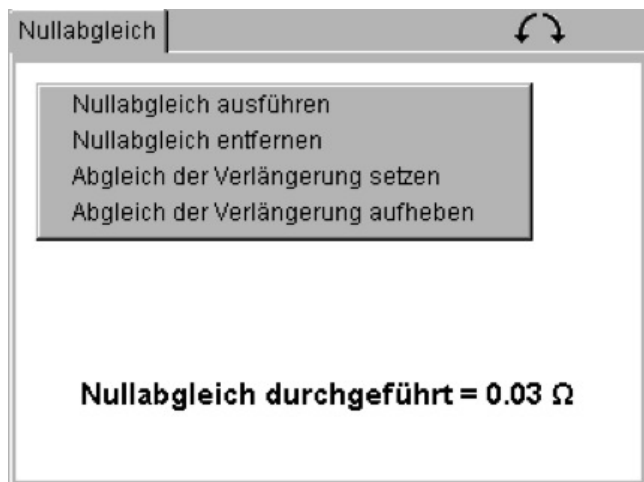 Nullabgleich
Nullabgleich ausführen
Nullabgleich entfernen
Abgleich der Verlängerung setzen
Abgleich der Verlängerung aufheben
Nullabgleich durchgeführt = 0.03 Ω